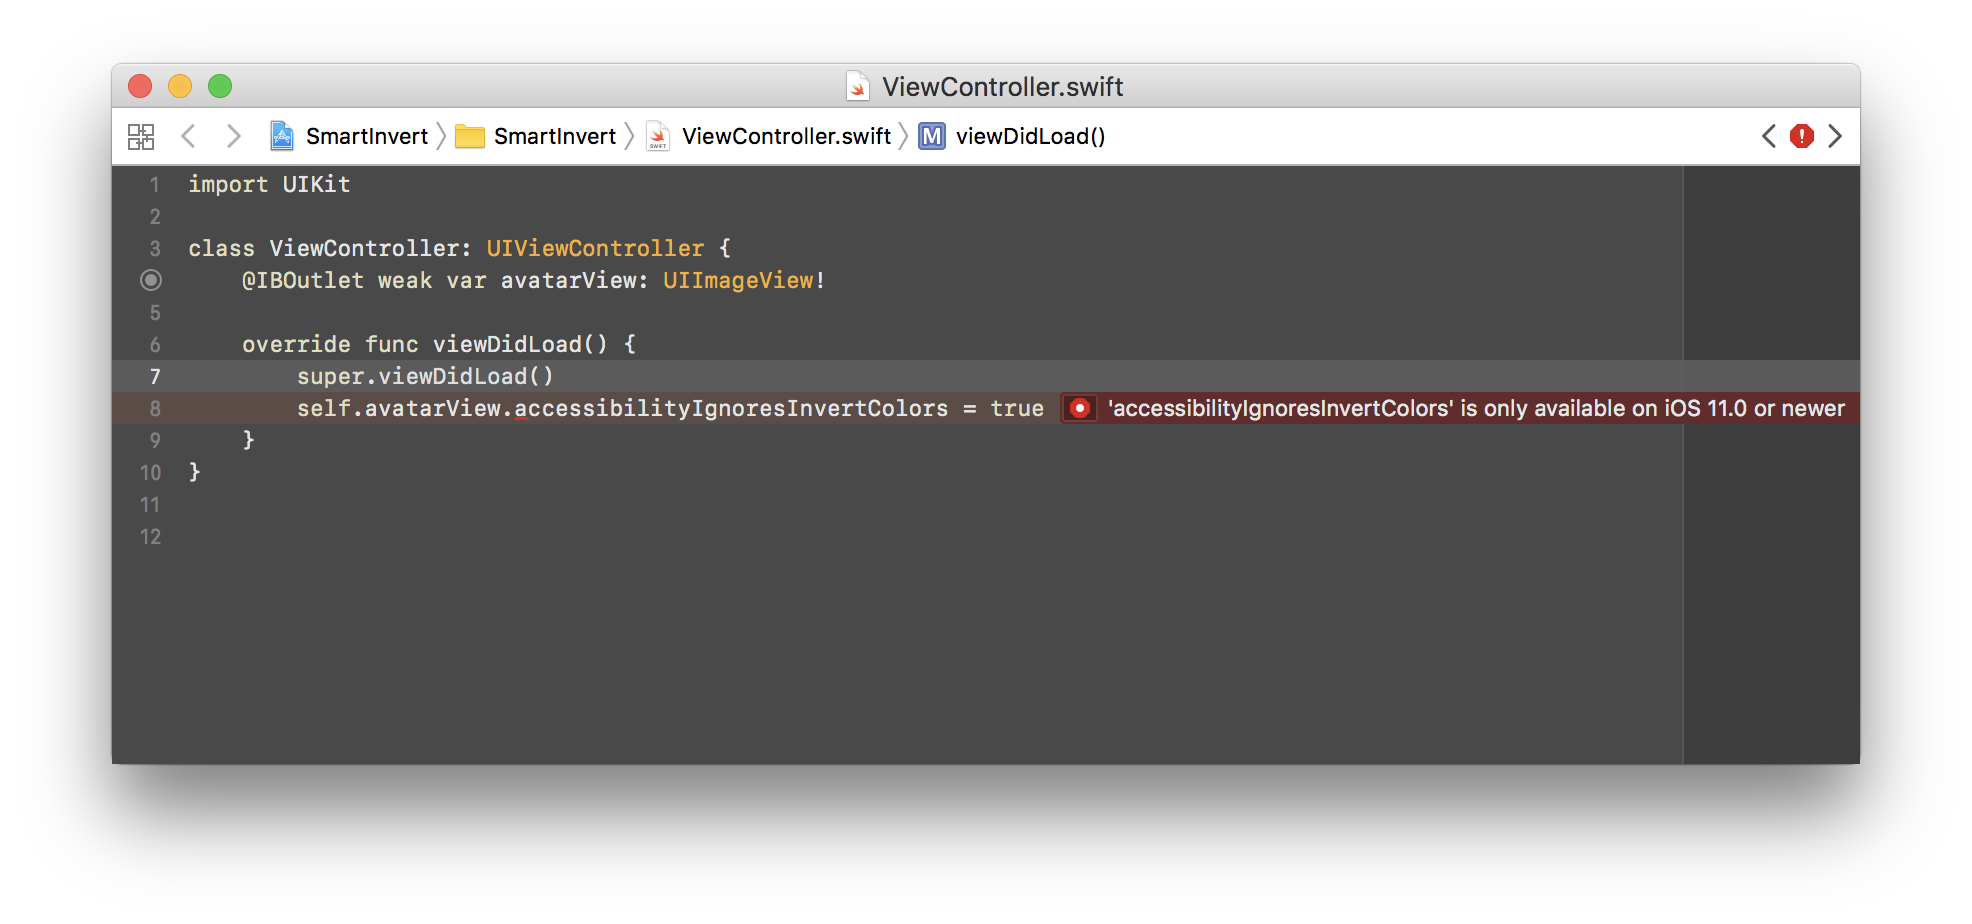 ViewController.swift
SmartInvert SmartInvert ViewController.swift M viewDidLoad()
1 import UIKit
2
3 class ViewController: UIViewController {
@IBOutlet weak var avatarView: UIImageView!
5
6 override func viewDidLoad() {
7 super.viewDidLoad()
8 self.avatarView.accessibilityIgnoresInvertColors = true 'accessibilityIgnoresInvertColors' is only available on iOS 11.0 or newer
9 }
10 }
11
12